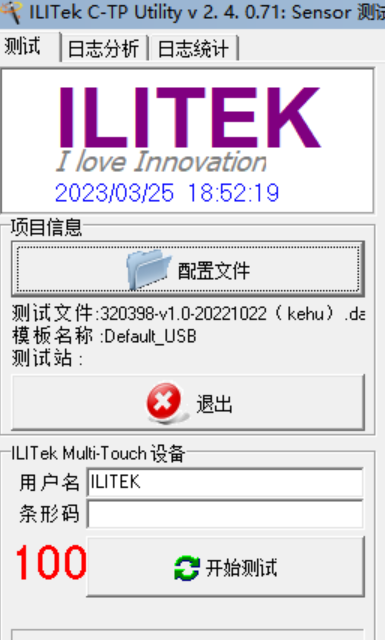 ILITek C-TP Utility v 2. 4. 0.71: Sensor 测试
测试 日志分析 日志统计
ILITEK
I love Innovation
2023/03/25 18:52:19
项目信息
配置文件
测试文件:320398-v1.0-20221022（kehu）.da
模板名称 :Default_USB
测试站 :
退出
ILITek Multi-Touch 设备
用户名 ILITEK
条形码
100 开始测试